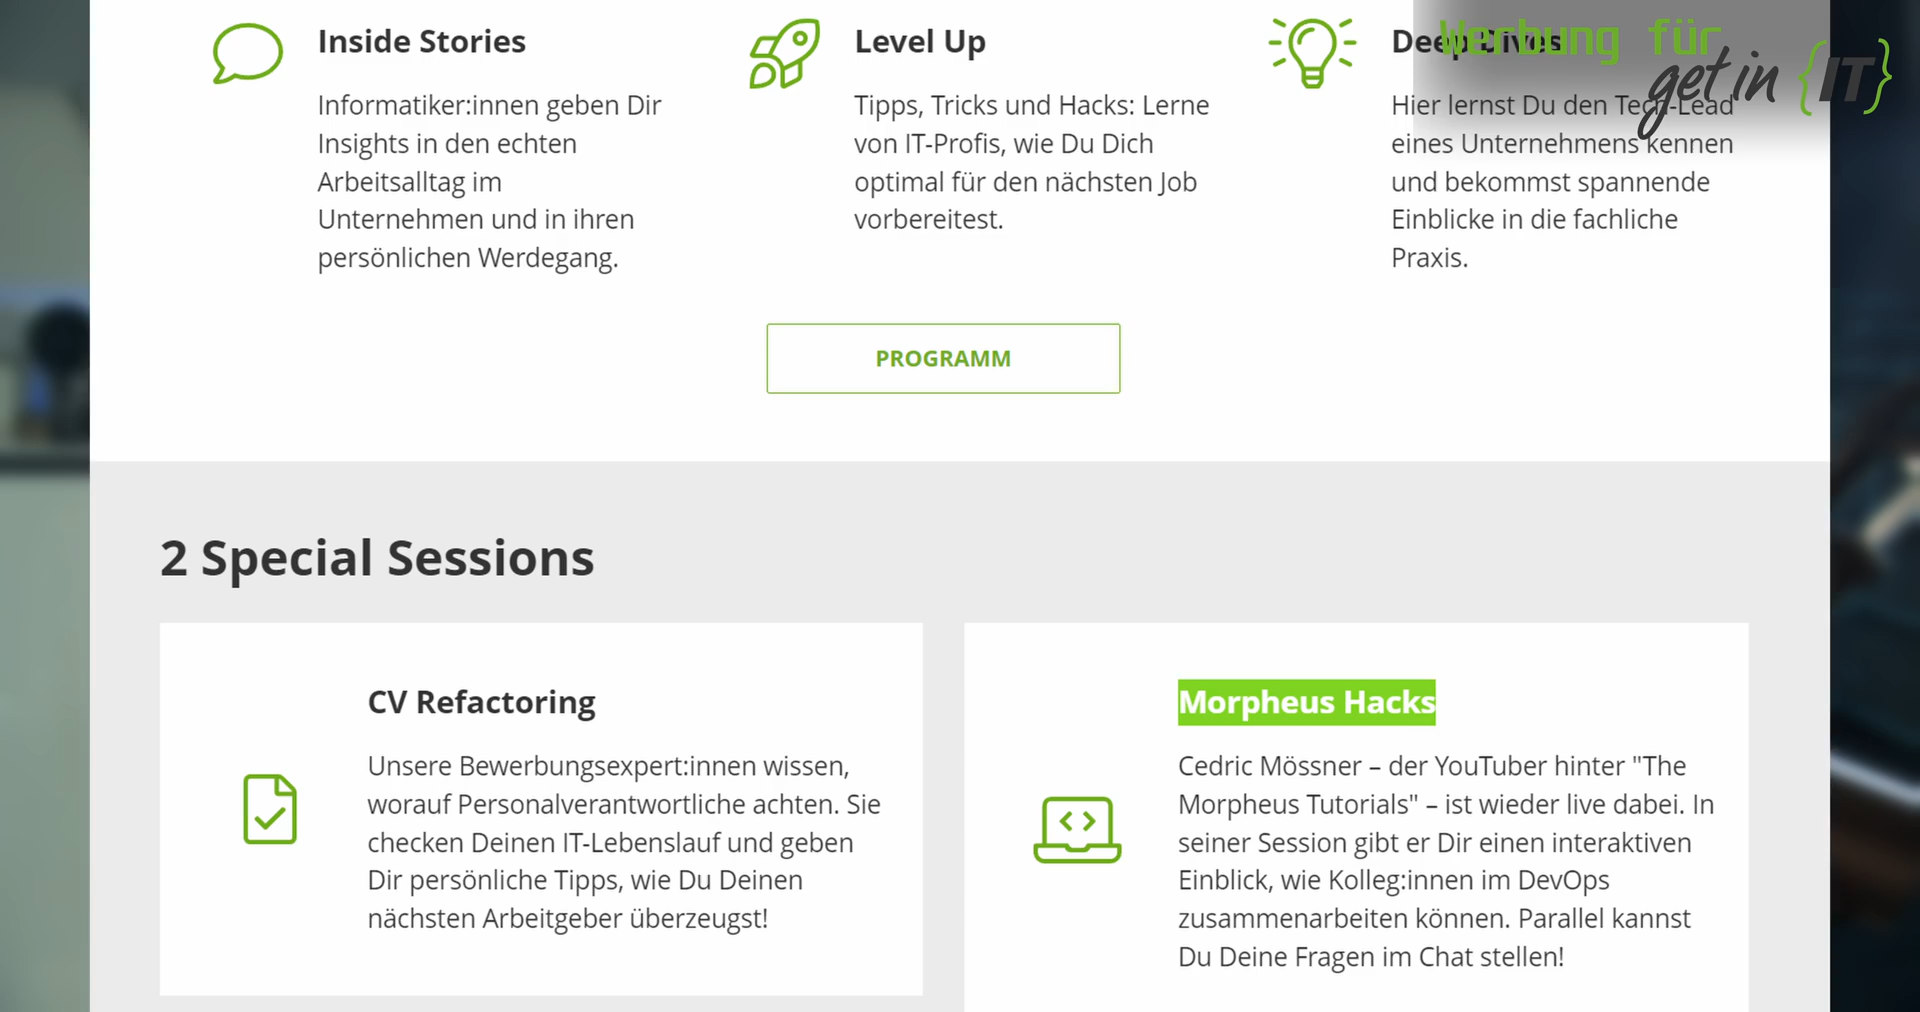 Werbung für
get in {IT}
Inside Stories
Informatiker:innen geben Dir
Insights in den echten
Arbeitsalltag im
Unternehmen und in ihren
persönlichen Werdegang.
Level Up
Tipps, Tricks und Hacks: Lerne
von IT-Profis, wie Du Dich
optimal für den nächsten Job
vorbereitest.
Deep Dives
Hier lernst Du den Tech-Lead
eines Unternehmens kennen
und bekommst spannende
Einblicke in die fachliche
Praxis.
PROGRAMM
2 Special Sessions
CV Refactoring
Unsere Bewerbungsexpert:innen wissen,
worauf Personalverantwortliche achten. Sie
checken Deinen IT-Lebenslauf und geben
Dir persönliche Tipps, wie Du Deinen
nächsten Arbeitgeber überzeugst!
Morpheus Hacks
Cedric Mössner – der YouTuber hinter "The
Morpheus Tutorials" – ist wieder live dabei. In
seiner Session gibt er Dir einen interaktiven
Einblick, wie Kolleg:innen im DevOps
zusammenarbeiten können. Parallel kannst
Du Deine Fragen im Chat stellen!